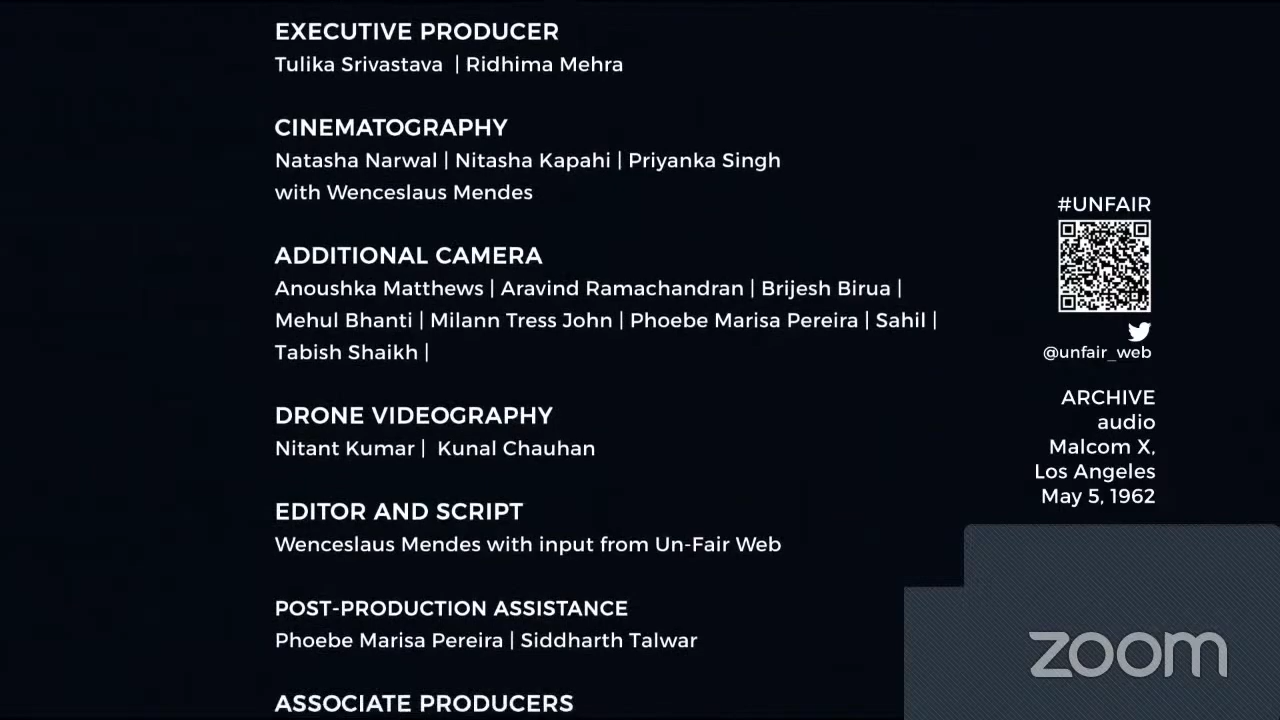 EXECUTIVE PRODUCER
Tulika Srivastava | Ridhima Mehra
CINEMATOGRAPHY
Natasha Narwal | Nitasha Kapahi | Priyanka Singh
with Wenceslaus Mendes
ADDITIONAL CAMERA
Anoushka Matthews | Aravind Ramachandran | Brijesh Birua |
Mehul Bhanti | Milann Tress John | Phoebe Marisa Pereira | Sahil |
Tabish Shaikh |
DRONE VIDEOGRAPHY
Nitant Kumar | Kunal Chauhan
EDITOR AND SCRIPT
Wenceslaus Mendes with input from Un-Fair Web
POST-PRODUCTION ASSISTANCE
Phoebe Marisa Pereira | Siddharth Talwar
ASSOCIATE PRODUCERS
#UNFAIR
@unfair_web
ARCHIVE
audio
Malcom X,
Los Angeles
May 5, 1962
zoom